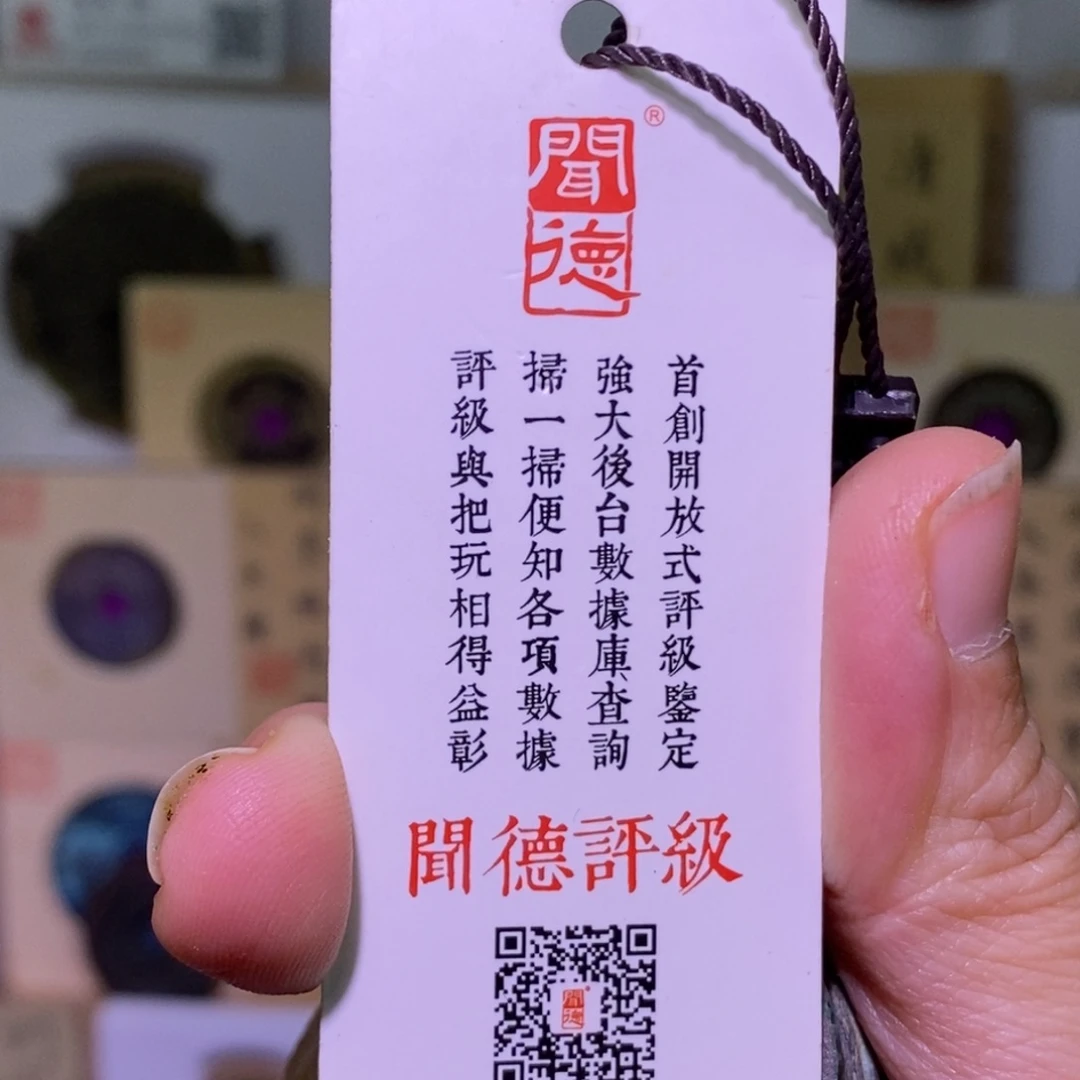 聞德
®
首創開放式評級鑒定
強大後台數據庫查詢
掃一掃便知各項數據
評級與把玩相得益彰
聞德評級
聞德